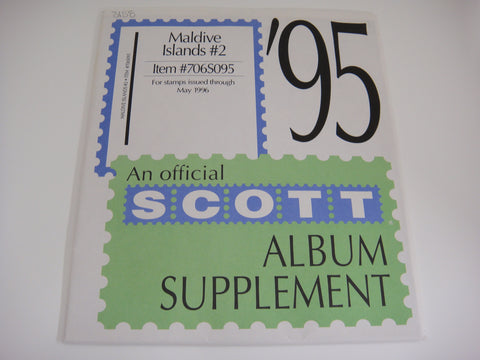 Maldive
Islands #2
Item #706S095
For stamps issued through
May 1996
'95
An official
SCOTT
ALBUM
SUPPLEMENT